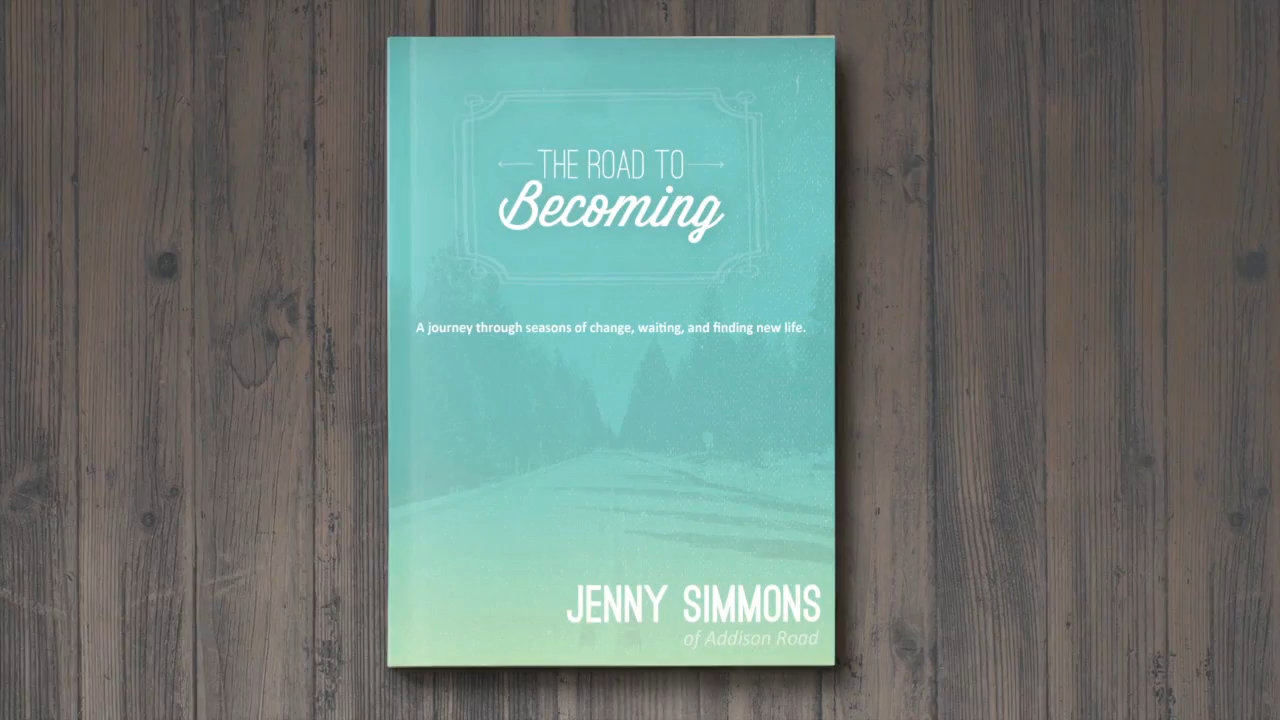 THE ROAD TO
Becoming
A journey through seasons of change, waiting, and finding new life.
JENNY SIMMONS
of Addison Road